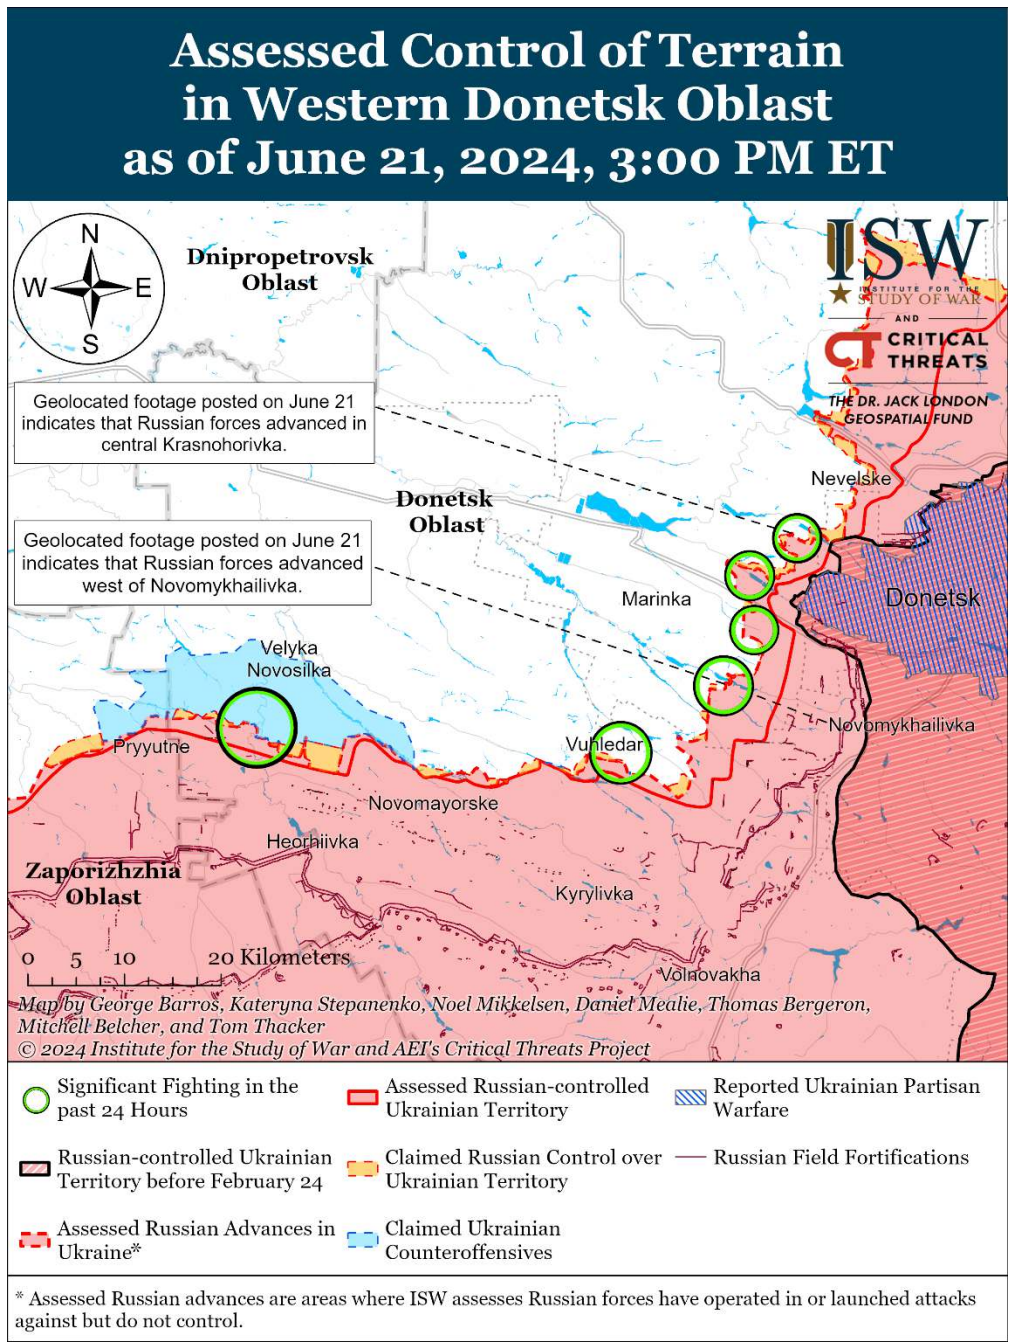 Assessed Control of Terrain
in Western Donetsk Oblast
as of June 21, 2024, 3:00 PM ET
N
W
E
S
Dnipropetrovsk
Oblast
ISW
INSTITUTE FOR THE
STUDY OF WAR
AND
CT CRITICAL
THREATS
THE DR. JACK LONDON
GEOSPATIAL FUND
Geolocated footage posted on June 21
indicates that Russian forces advanced in
central Krasnohorivka.
Nevelske
Donetsk
Oblast
Geolocated footage posted on June 21
indicates that Russian forces advanced
west of Novomykhailivka.
Marinka
Donetsk
Velyka
Novosilka
Novomykhailivka
Pryyutne
Vuhledar
Novomayorske
Heorhiivka
Zaporizhzhia
Oblast
Kyrylivka
Volnovakha
0 5 10 20 Kilometers
Map by George Barros, Kateryna Stepanenko, Noel Mikkelsen, Daniel Mealie, Thomas Bergeron,
Mitchell Belcher, and Tom Thacker
© 2024 Institute for the Study of War and AEI's Critical Threats Project
Significant Fighting in the
past 24 Hours
Assessed Russian-controlled
Ukrainian Territory
Reported Ukrainian Partisan
Warfare
Russian-controlled Ukrainian
Territory before February 24
Claimed Russian Control over
Ukrainian Territory
Russian Field Fortifications
Assessed Russian Advances in
Ukraine*
Claimed Ukrainian
Counteroffensives
* Assessed Russian advances are areas where ISW assesses Russian forces have operated in or launched attacks
against but do not control.